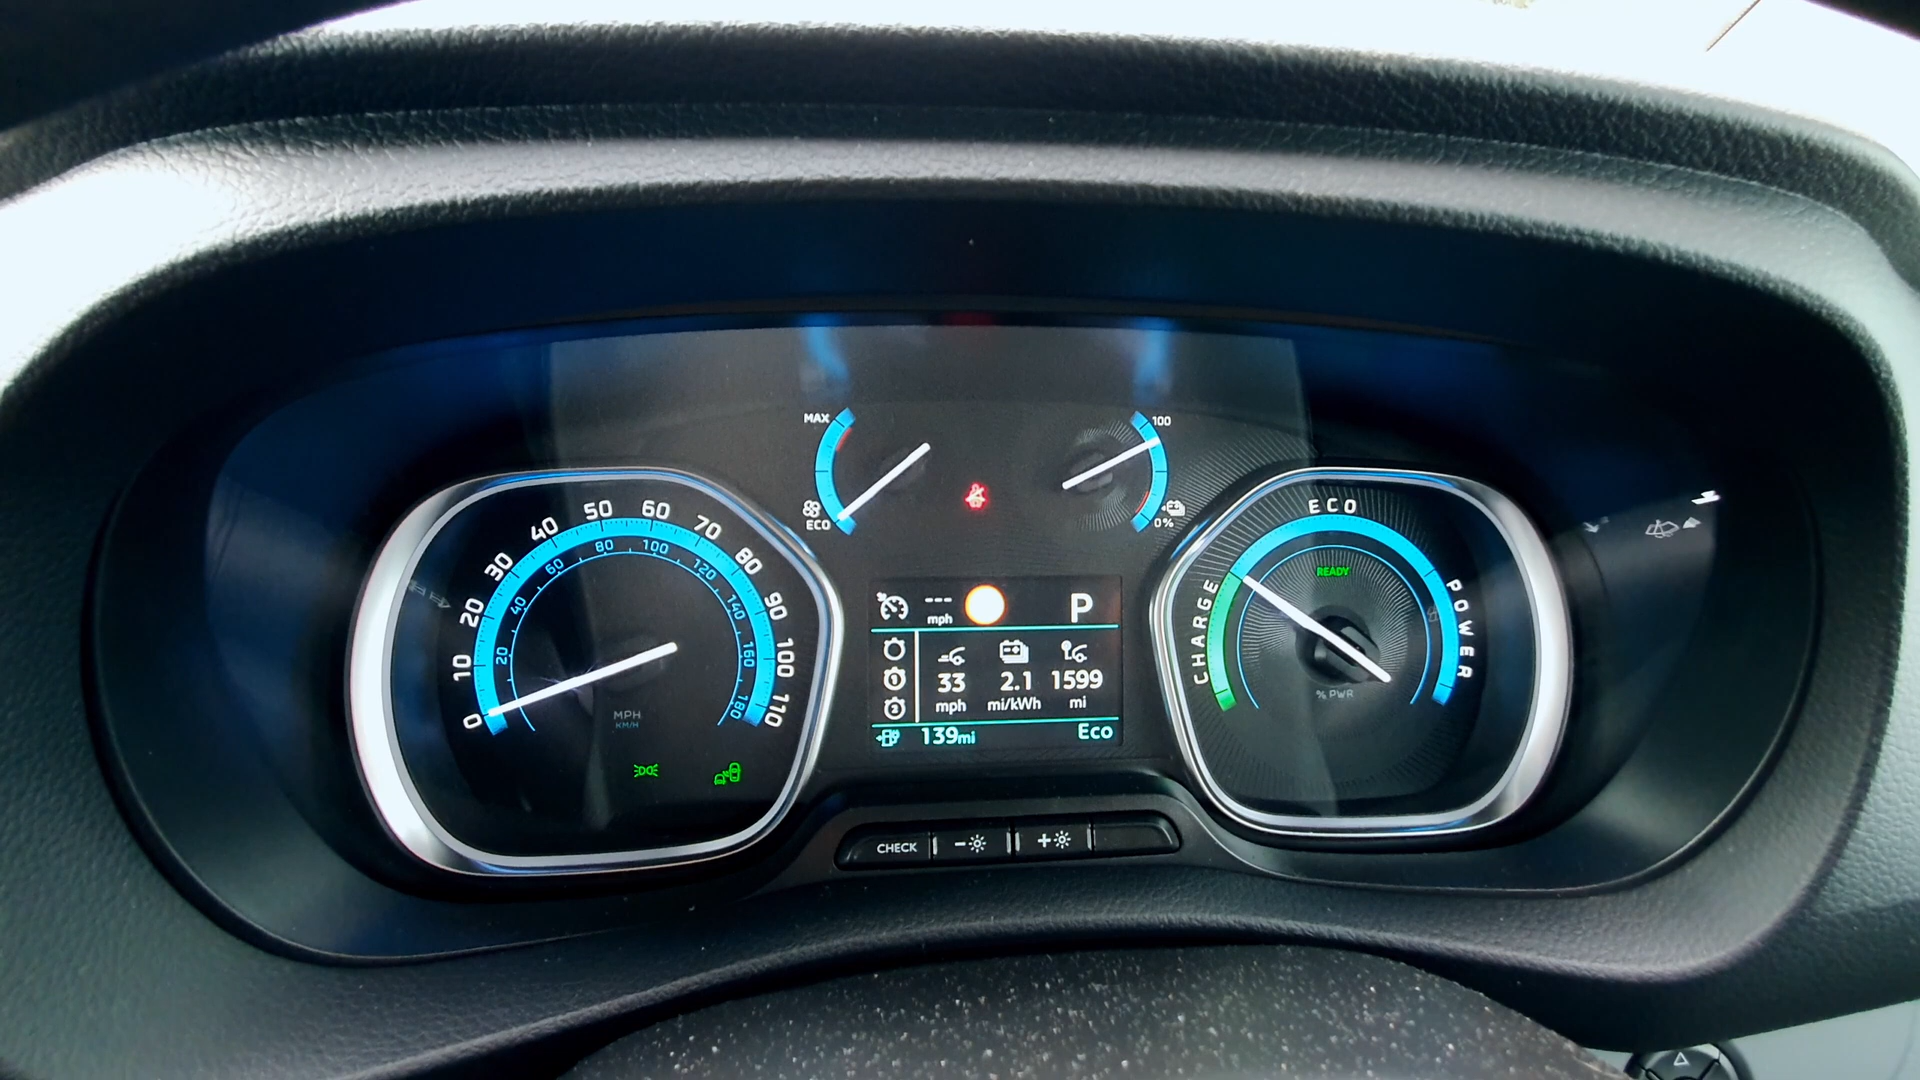 MAX
ECO
100
0%
0 10 20 30 40 50 60 70 80 90 100 110
20 40 60 80 100 120 140 160 180
MPH
KM/H
--- mph
P
1
2
33 2.1 1599
mph mi/kWh mi
139mi Eco
CHARGE ECO POWER
READY
% PWR
CHECK - +